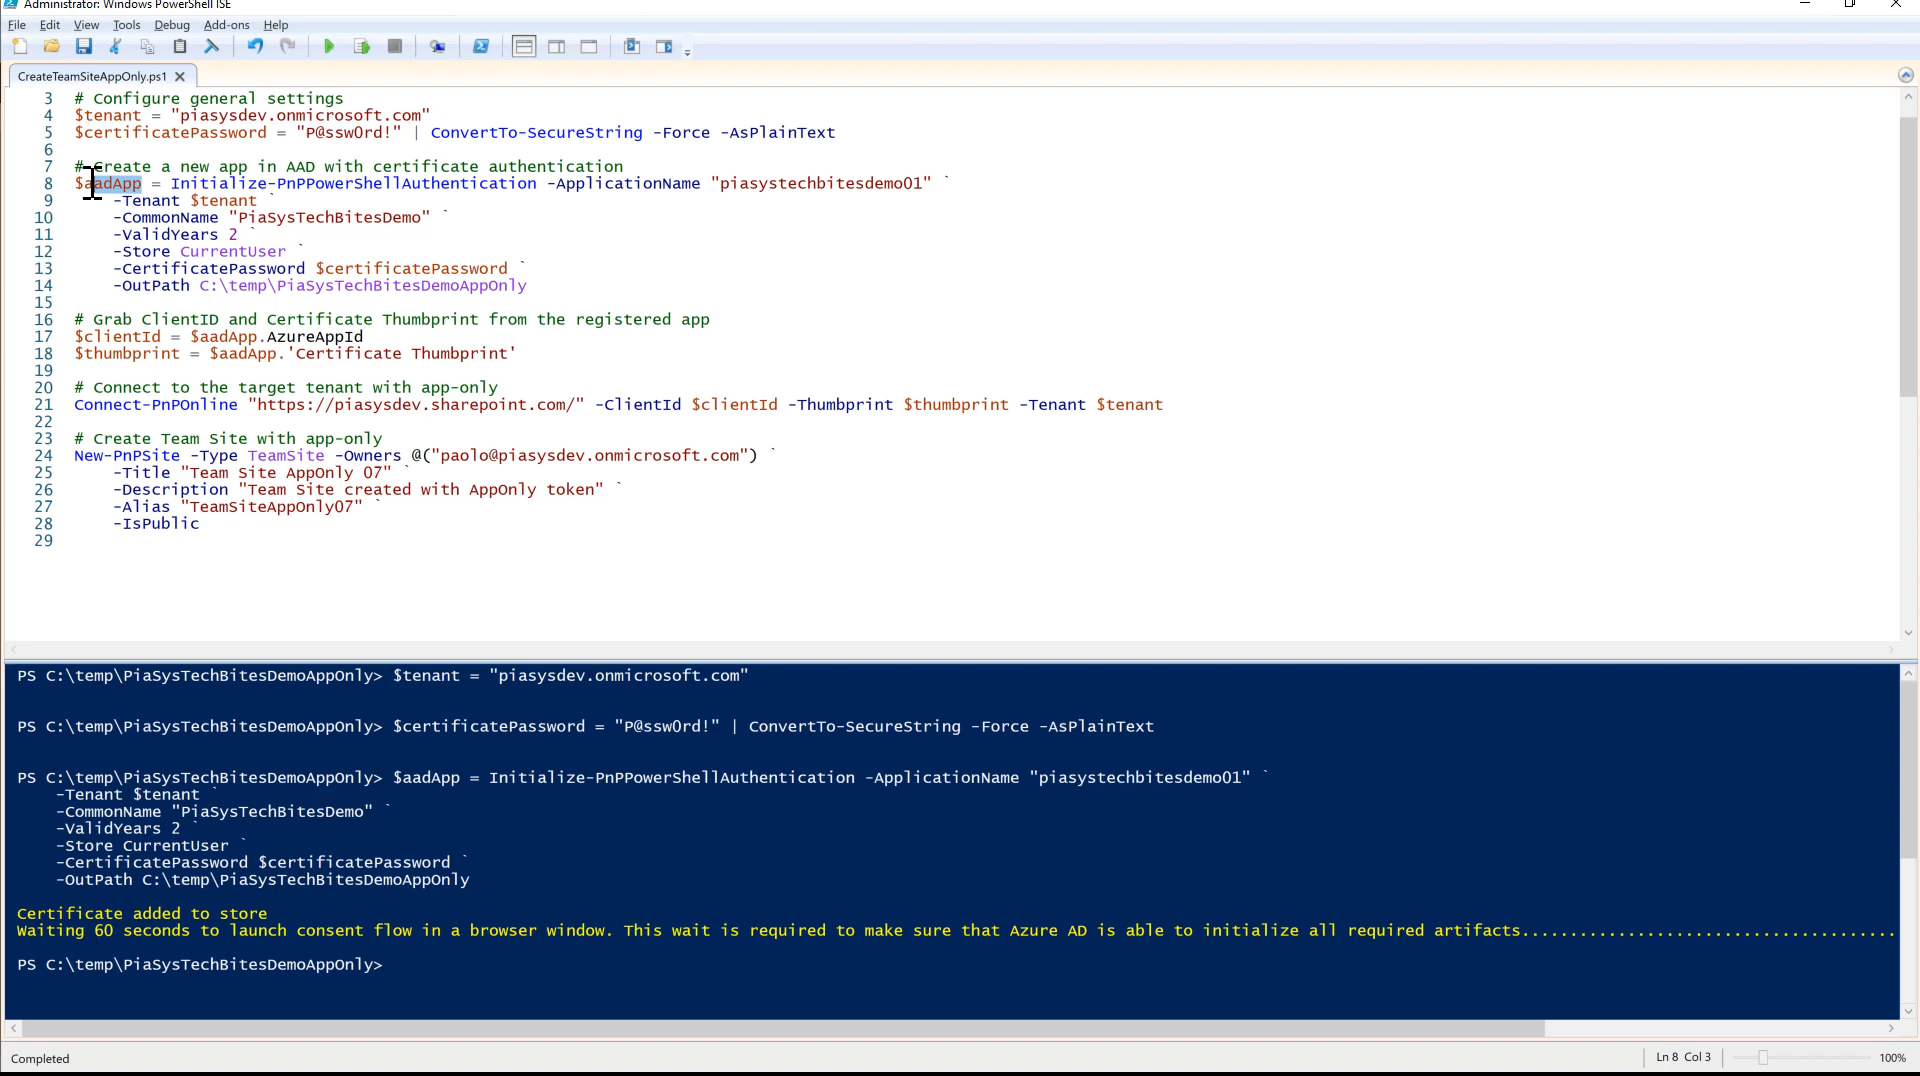 Administrator: Windows PowerShell ISE
File Edit View Tools Debug Add-ons Help
CreateTeamSiteAppOnly.ps1
3 # Configure general settings
4 $tenant = "piasysdev.onmicrosoft.com"
5 $certificatePassword = "P@ssw0rd!" | ConvertTo-SecureString -Force -AsPlainText
6
7 # Create a new app in AAD with certificate authentication
8 $aadApp = Initialize-PnPPowerShellAuthentication -ApplicationName "piasystechbitesdemo01" `
9 -Tenant $tenant `
10 -CommonName "PiaSysTechBitesDemo" `
11 -ValidYears 2 `
12 -Store CurrentUser `
13 -CertificatePassword $certificatePassword `
14 -OutPath C:\temp\PiaSysTechBitesDemoAppOnly
15
16 # Grab ClientID and Certificate Thumbprint from the registered app
17 $clientId = $aadApp.AzureAppId
18 $thumbprint = $aadApp.'Certificate Thumbprint'
19
20 # Connect to the target tenant with app-only
21 Connect-PnPOnline "https://piasysdev.sharepoint.com/" -ClientId $clientId -Thumbprint $thumbprint -Tenant $tenant
22
23 # Create Team Site with app-only
24 New-PnPSite -Type TeamSite -Owners @("paolo@piasysdev.onmicrosoft.com") `
25 -Title "Team Site AppOnly 07" `
26 -Description "Team Site created with AppOnly token" `
27 -Alias "TeamSiteAppOnly07" `
28 -IsPublic
29
PS C:\temp\PiaSysTechBitesDemoAppOnly> $tenant = "piasysdev.onmicrosoft.com"
PS C:\temp\PiaSysTechBitesDemoAppOnly> $certificatePassword = "P@ssw0rd!" | ConvertTo-SecureString -Force -AsPlainText
PS C:\temp\PiaSysTechBitesDemoAppOnly> $aadApp = Initialize-PnPPowerShellAuthentication -ApplicationName "piasystechbitesdemo01" `
-Tenant $tenant `
-CommonName "PiaSysTechBitesDemo" `
-ValidYears 2 `
-Store CurrentUser `
-CertificatePassword $certificatePassword `
-OutPath C:\temp\PiaSysTechBitesDemoAppOnly
Certificate added to store
Waiting 60 seconds to launch consent flow in a browser window. This wait is required to make sure that Azure AD is able to initialize all required artifacts.......................................
PS C:\temp\PiaSysTechBitesDemoAppOnly>
Completed
Ln 8 Col 3
100%